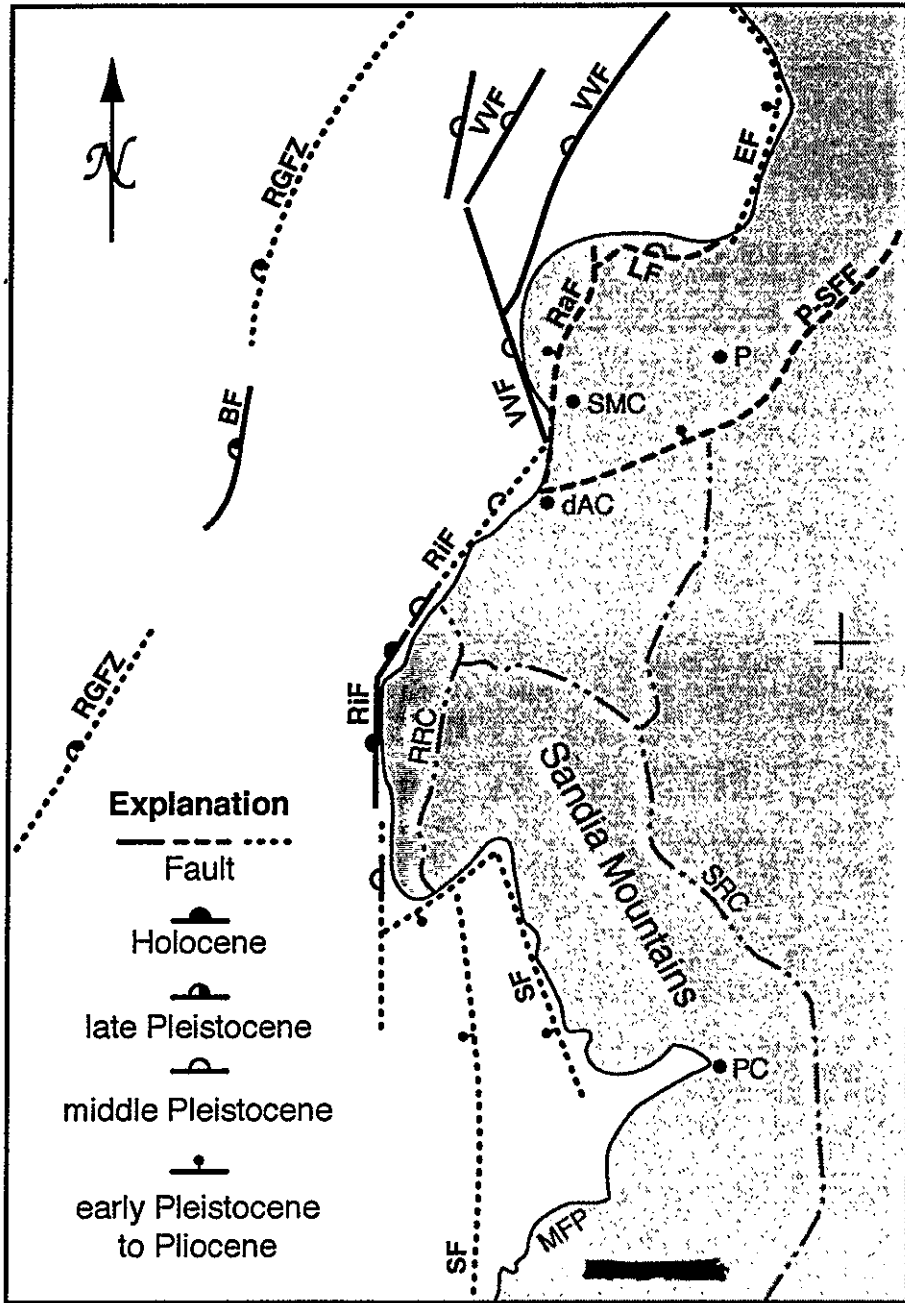 N
RGFZ
VVF
VVF
EF
LF
P-SFF
RaF
P
BF
VVF
SMC
dAC
RiF
RGFZ
RiF
RRC
Sandia Mountains
SRC
SF
PC
MFP
SF
Explanation
Fault
Holocene
late Pleistocene
middle Pleistocene
early Pleistocene
to Pliocene